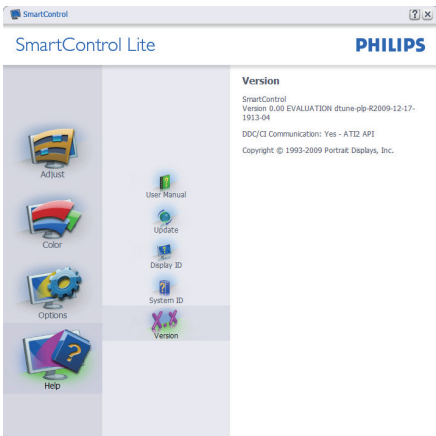 SmartControl
SmartControl Lite
PHILIPS
Adjust
Color
Options
Help
User Manual
Update
Display ID
System ID
Version
Version
SmartControl
Version 0.00 EVALUATION dtune-plp-R2009-12-17-
1913-04
DDC/CI Communication: Yes - ATI2 API
Copyright © 1993-2009 Portrait Displays, Inc.